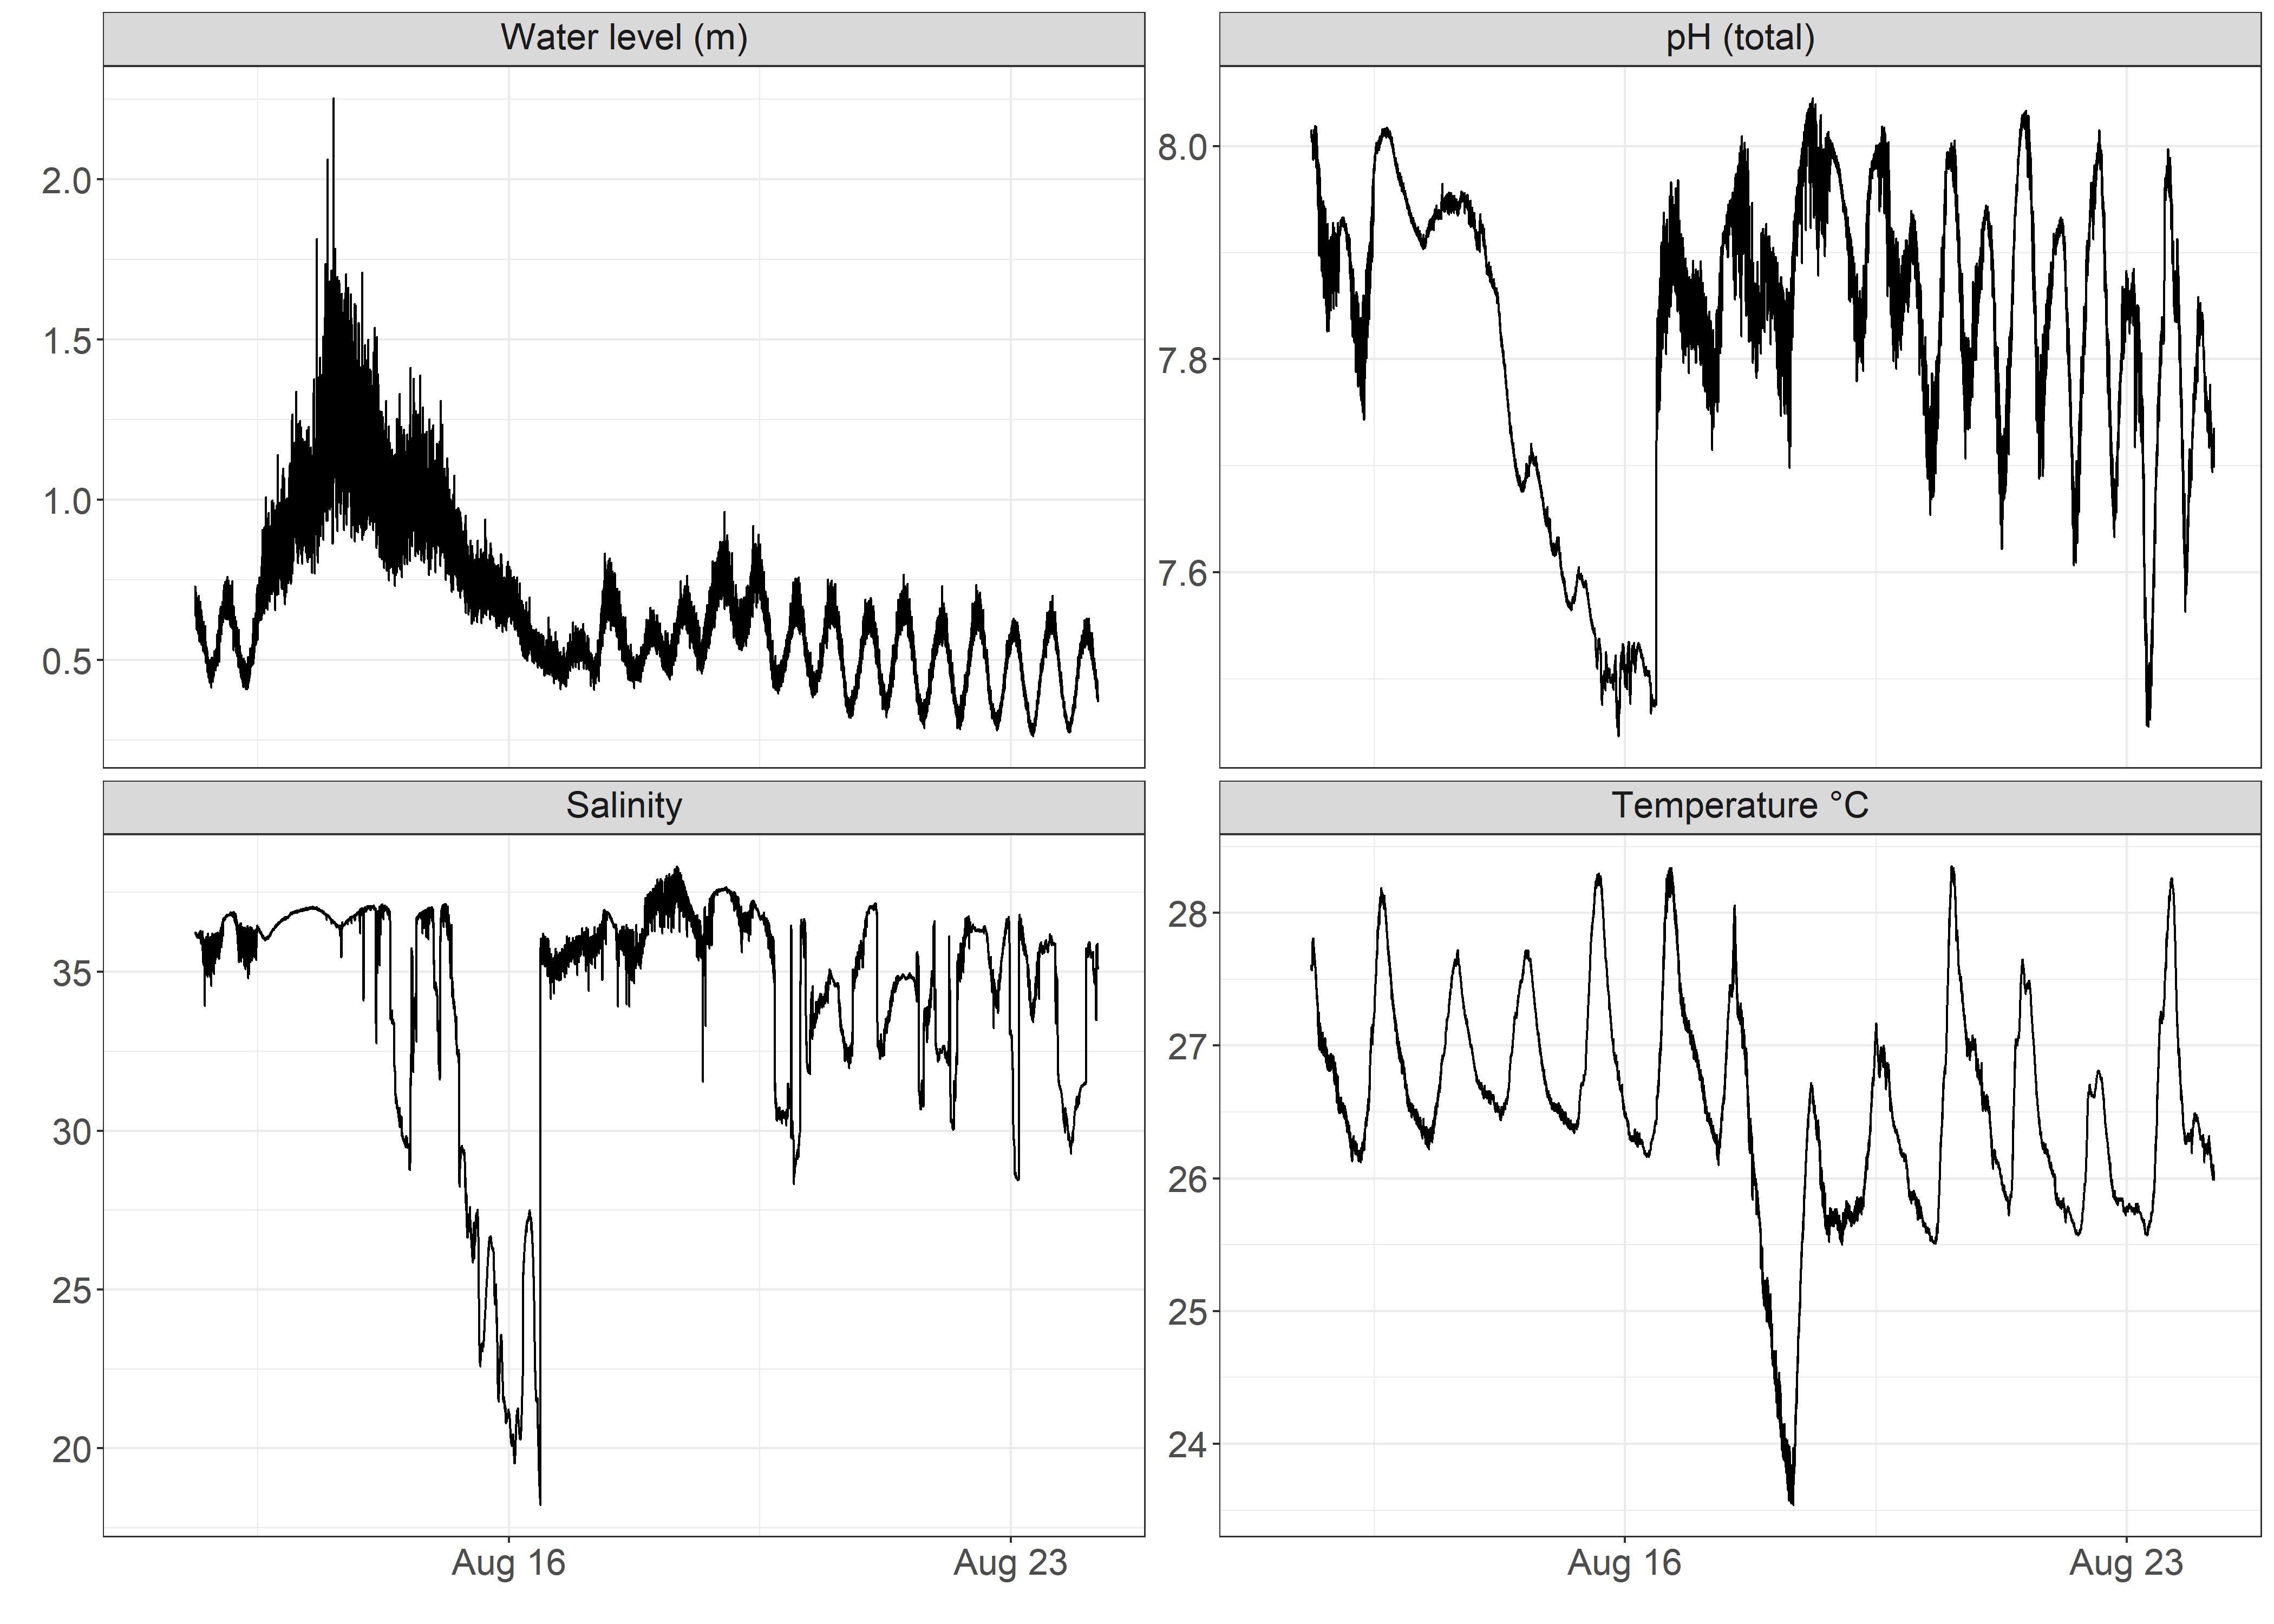 Water level (m)
2.0
1.5
1.0
0.5
pH (total)
8.0
7.8
7.6
Salinity
35
30
25
20
Aug 16 Aug 23
Temperature °C
28
27
26
25
24
Aug 16 Aug 23